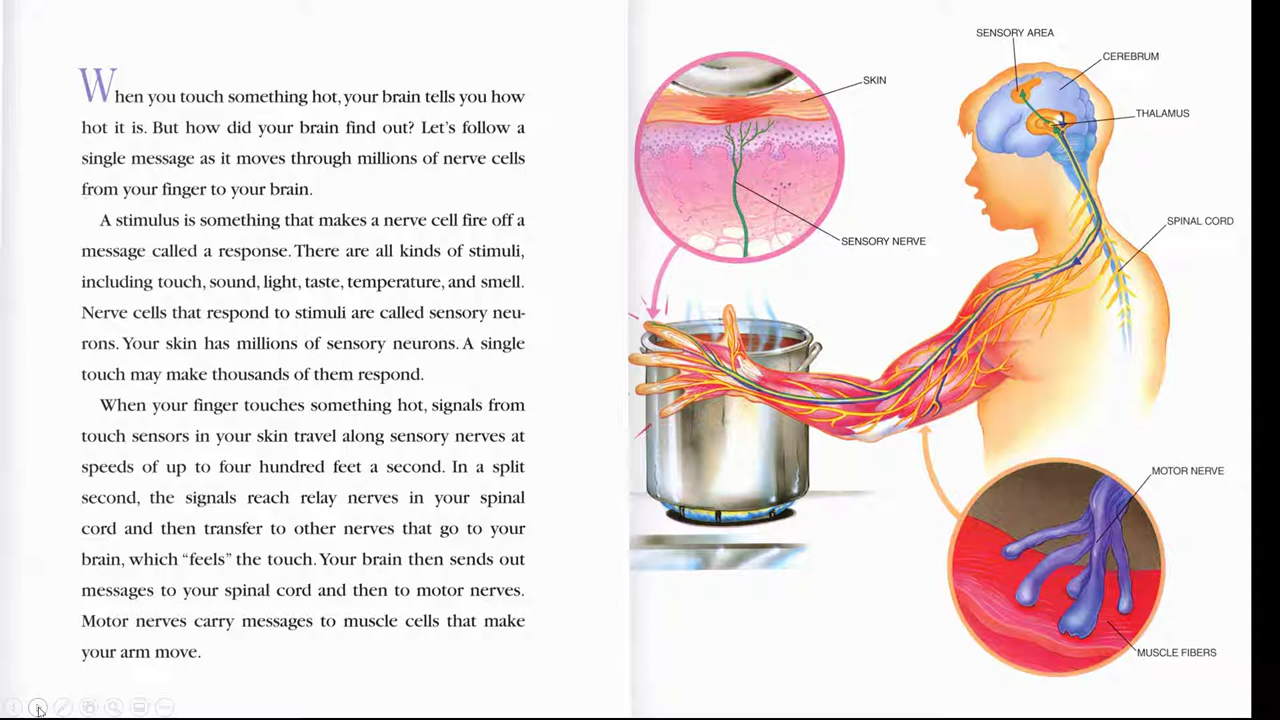 When you touch something hot, your brain tells you how
hot it is. But how did your brain find out? Let's follow a
single message as it moves through millions of nerve cells
from your finger to your brain.
A stimulus is something that makes a nerve cell fire off a
message called a response. There are all kinds of stimuli,
including touch, sound, light, taste, temperature, and smell.
Nerve cells that respond to stimuli are called sensory neu-
rons. Your skin has millions of sensory neurons. A single
touch may make thousands of them respond.
When your finger touches something hot, signals from
touch sensors in your skin travel along sensory nerves at
speeds of up to four hundred feet a second. In a split
second, the signals reach relay nerves in your spinal
cord and then transfer to other nerves that go to your
brain, which “feels” the touch. Your brain then sends out
messages to your spinal cord and then to motor nerves.
Motor nerves carry messages to muscle cells that make
your arm move.
SENSORY AREA
CEREBRUM
SKIN
THALAMUS
SPINAL CORD
SENSORY NERVE
MOTOR NERVE
MUSCLE FIBERS